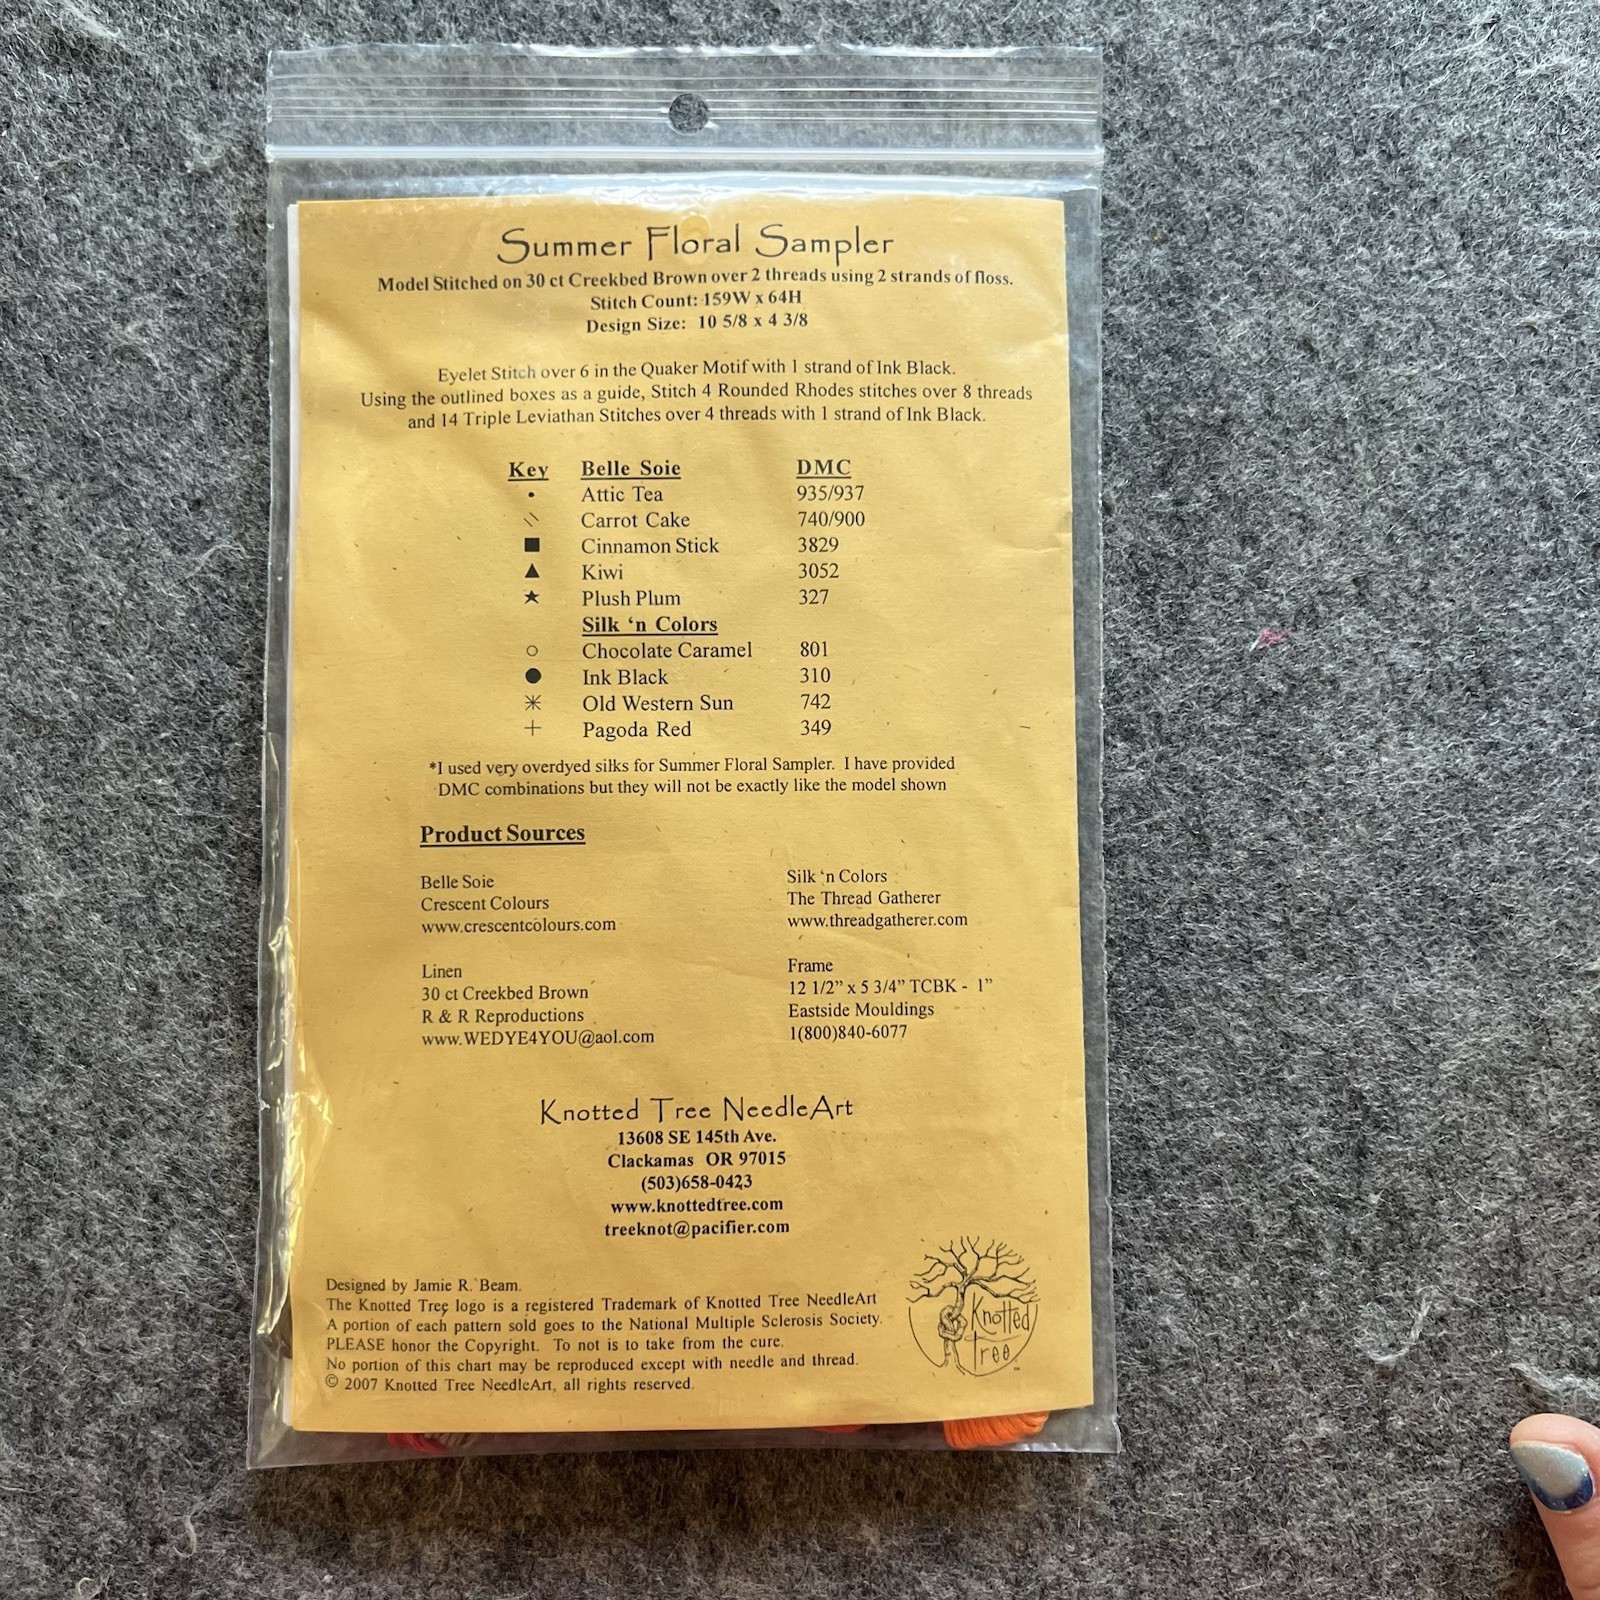 Summer Floral Sampler
Model Stitched on 30 ct Creekbed Brown over 2 threads using 2 strands of floss.
Stitch Count: 159W x 64H
Design Size: 10 5/8 x 4 3/8
Eyelet Stitch over 6 in the Quaker Motif with 1 strand of Ink Black.
Using the outlined boxes as a guide, Stitch 4 Rounded Rhodes stitches over 8 threads
and 14 Triple Leviathan Stitches over 4 threads with 1 strand of Ink Black.
Key Belle Soie DMC
• Attic Tea 935/937
\\ Carrot Cake 740/900
■ Cinnamon Stick 3829
▲ Kiwi 3052
★ Plush Plum 327
Silk ‘n Colors
○ Chocolate Caramel 801
● Ink Black 310
✳ Old Western Sun 742
+ Pagoda Red 349
*I used very overdyed silks for Summer Floral Sampler. I have provided
DMC combinations but they will not be exactly like the model shown
Product Sources
Belle Soie
Crescent Colours
www.crescentcolours.com
Silk ‘n Colors
The Thread Gatherer
www.threadgatherer.com
Linen
30 ct Creekbed Brown
R & R Reproductions
www.WEDYE4YOU@aol.com
Frame
12 1/2” x 5 3/4” TCBK - 1”
Eastside Mouldings
1(800)840-6077
Knotted Tree NeedleArt
13608 SE 145th Ave.
Clackamas OR 97015
(503)658-0423
www.knottedtree.com
treeknot@pacifier.com
Designed by Jamie R. Beam.
The Knotted Tree logo is a registered Trademark of Knotted Tree NeedleArt
A portion of each pattern sold goes to the National Multiple Sclerosis Society.
PLEASE honor the Copyright. To not is to take from the cure.
No portion of this chart may be reproduced except with needle and thread.
© 2007 Knotted Tree NeedleArt, all rights reserved.
Knotted
Tree ™